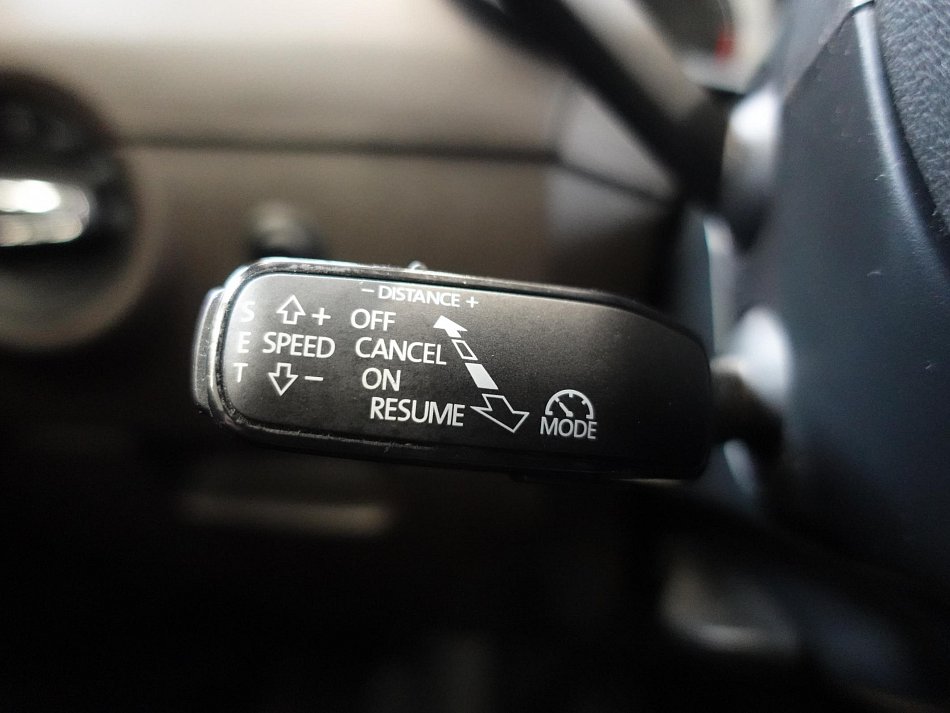 − DISTANCE +
S + OFF
E SPEED CANCEL
T − ON
RESUME
MODE